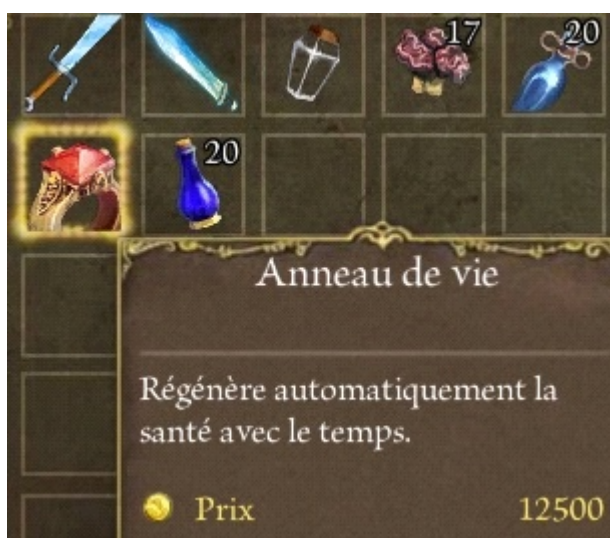 17 20
20
Anneau de vie
Régénère automatiquement la
santé avec le temps.
Prix 12500